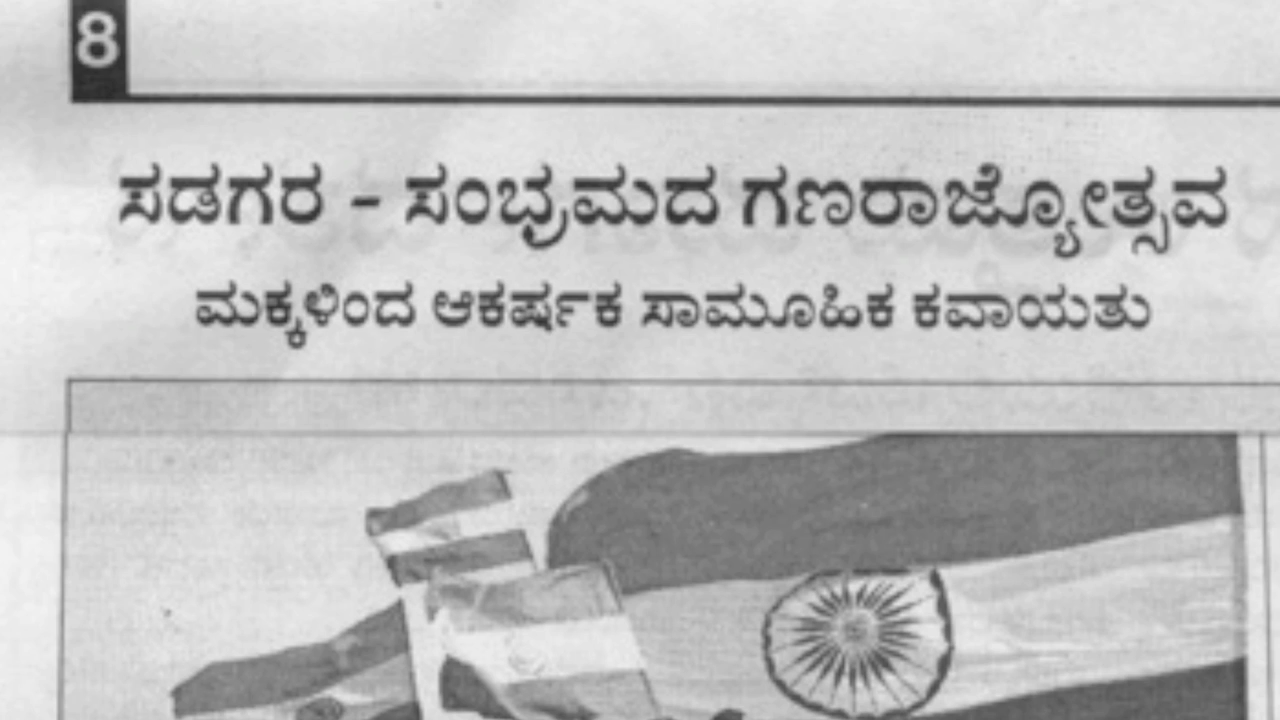 8
ಸಡಗರ - ಸಂಭ್ರಮದ ಗಣರಾಜ್ಯೋತ್ಸವ
ಮಕ್ಕಳಿಂದ ಆಕರ್ಷಕ ಸಾಮೂಹಿಕ ಕವಾಯತು